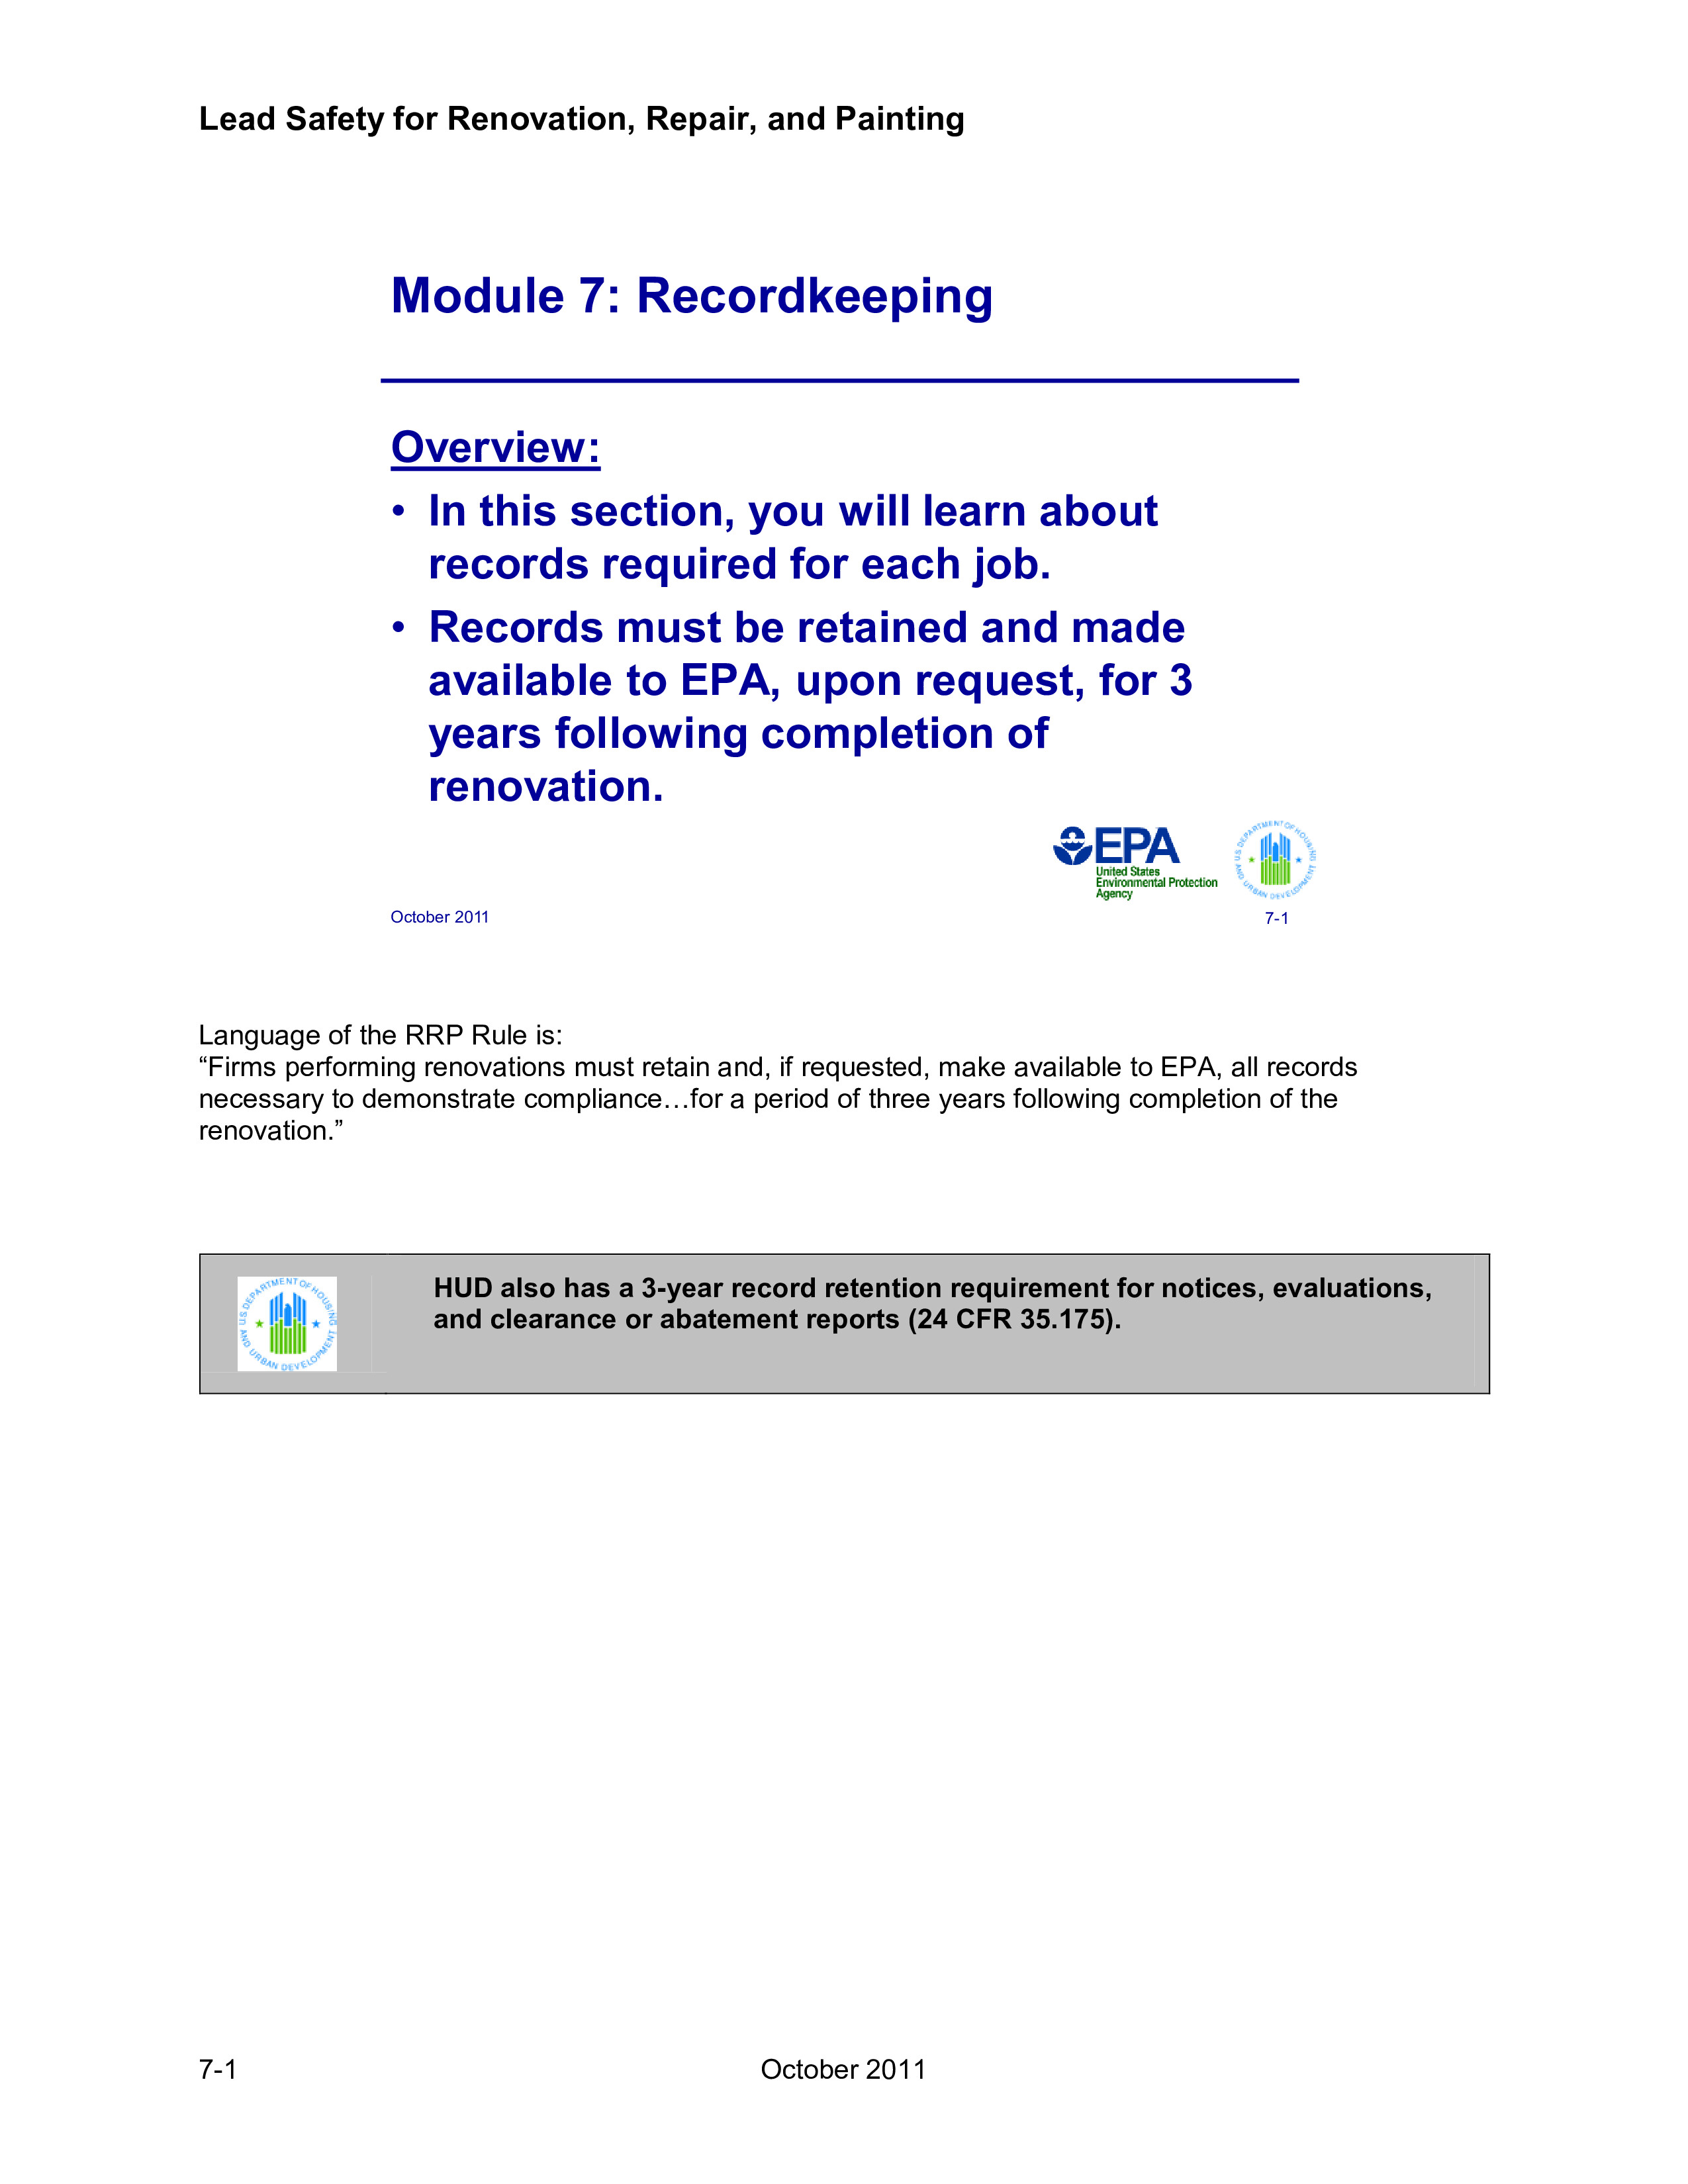 Lead Safety for Renovation, Repair, and Painting
Module 7: Recordkeeping
Overview:
• In this section, you will learn about
records required for each job.
• Records must be retained and made
available to EPA, upon request, for 3
years following completion of
renovation.
EPA
United States
Environmental Protection
Agency
U.S. DEPARTMENT OF HOUSING AND URBAN DEVELOPMENT
October 2011
7-1
Language of the RRP Rule is:
“Firms performing renovations must retain and, if requested, make available to EPA, all records
necessary to demonstrate compliance…for a period of three years following completion of the
renovation.”
U.S. DEPARTMENT OF HOUSING AND URBAN DEVELOPMENT
HUD also has a 3-year record retention requirement for notices, evaluations,
and clearance or abatement reports (24 CFR 35.175).
7-1
October 2011